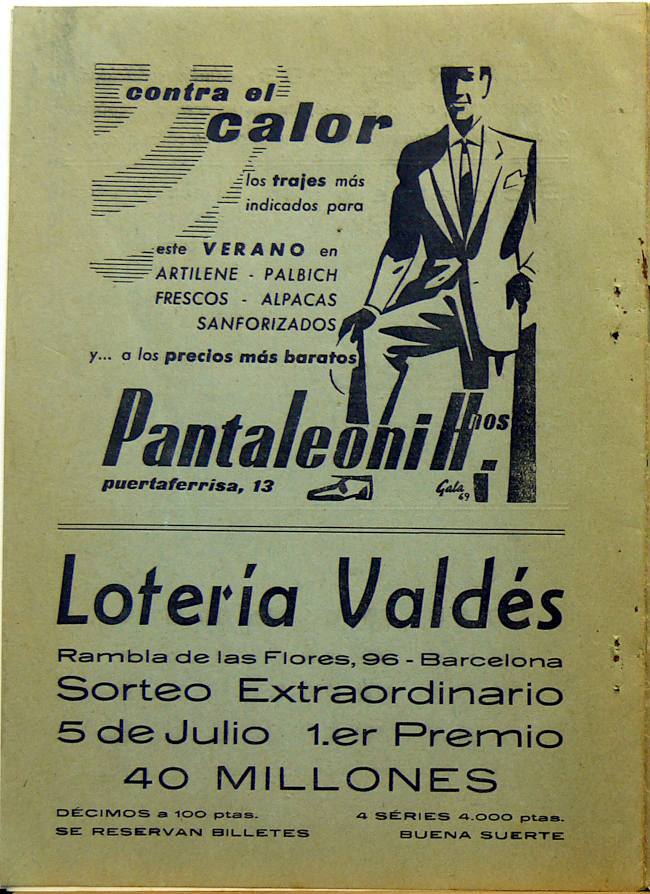 contra el
calor
los trajes más
indicados para
este VERANO en
ARTILENE - PALBICH
FRESCOS - ALPACAS
SANFORIZADOS
y... a los precios más baratos
Pantaleoni Hnos.
puertaferrisa, 13
Gala
69
Lotería Valdés
Rambla de las Flores, 96 - Barcelona
Sorteo Extraordinario
5 de Julio 1.er Premio
40 MILLONES
DÉCIMOS a 100 ptas. 4 SÉRIES 4.000 ptas.
SE RESERVAN BILLETES BUENA SUERTE